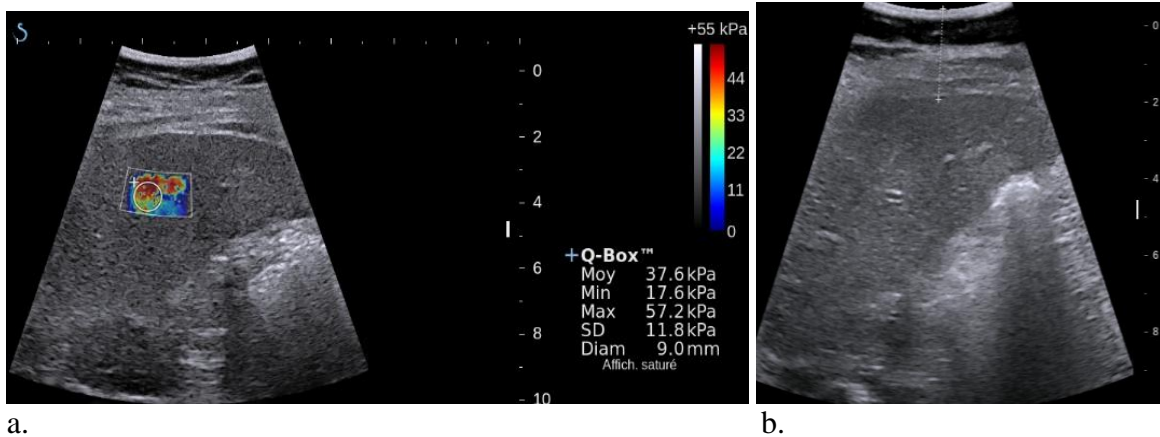 +55 kPa
44
33
22
11
0
0
2
4
6
8
10
+Q-Box™
Moy 37.6 kPa
Min 17.6 kPa
Max 57.2 kPa
SD 11.8 kPa
Diam 9.0 mm
Affich. saturé
0
2
4
6
8
a.
b.